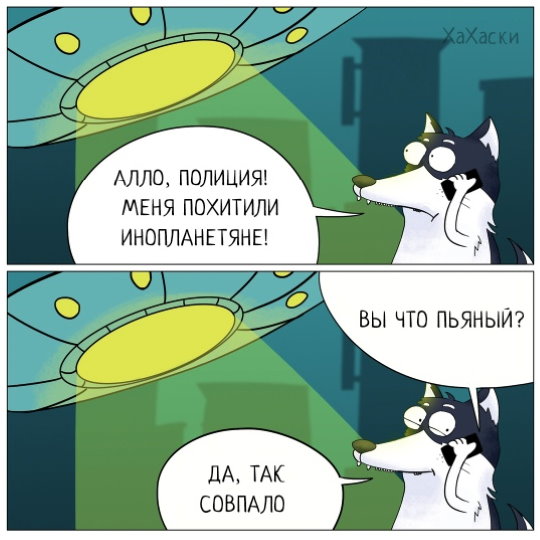 ХаХаски
АЛЛО, ПОЛИЦИЯ!
МЕНЯ ПОХИТИЛИ
ИНОПЛАНЕТЯНЕ!
ВЫ ЧТО ПЬЯНЫЙ?
ДА, ТАК
СОВПАЛО